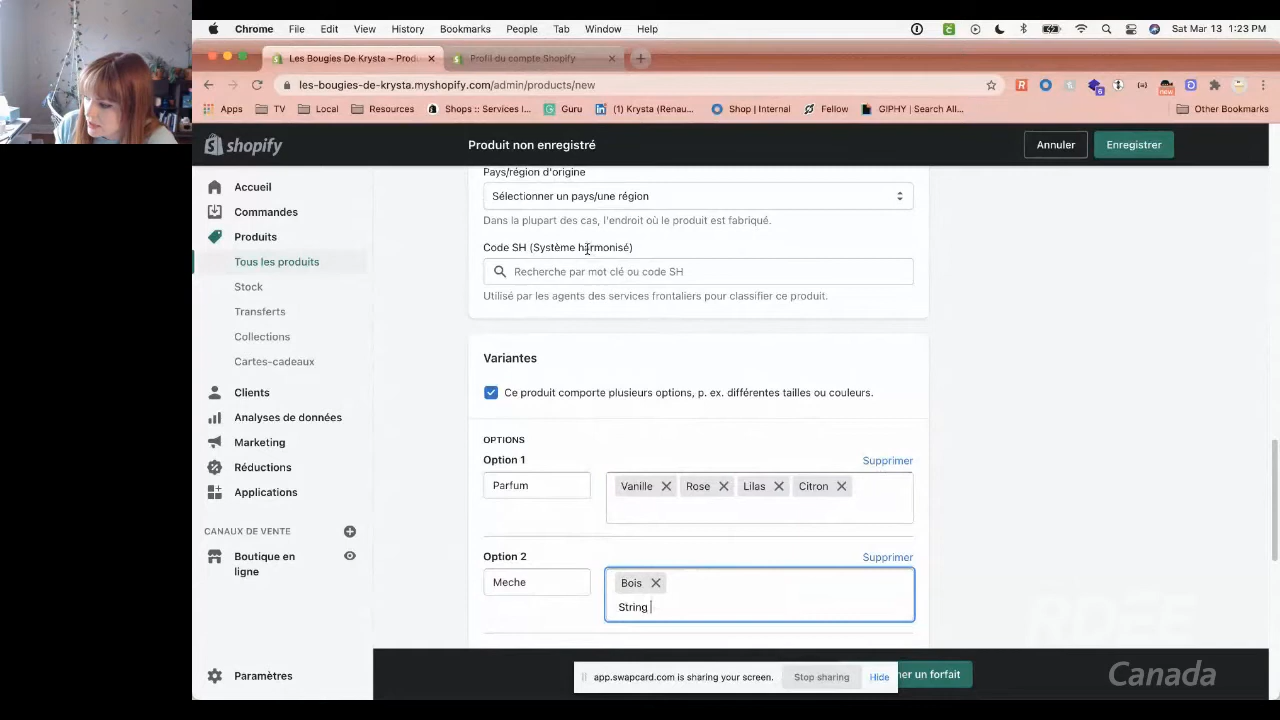 Chrome File Edit View History Bookmarks People Tab Window Help Sat Mar 13 1:23 PM
Les Bougies De Krysta ~ Prod Profil du compte Shopify
les-bougies-de-krysta.myshopify.com/admin/products/new
Apps TV Local Resources Shops :: Services I... Guru (1) Krysta (Renau... Shop | Internal Fellow GIPHY | Search All... Other Bookmarks
shopify Produit non enregistré Annuler Enregistrer
Accueil
Commandes
Produits
Tous les produits
Stock
Transferts
Collections
Cartes-cadeaux
Clients
Analyses de données
Marketing
Réductions
Applications
CANAUX DE VENTE
Boutique en
ligne
Paramètres
Pays/région d'origine
Sélectionner un pays/une région
Dans la plupart des cas, l'endroit où le produit est fabriqué.
Code SH (Système harmonisé)
Recherche par mot clé ou code SH
Utilisé par les agents des services frontaliers pour classifier ce produit.
Variantes
Ce produit comporte plusieurs options, p. ex. différentes tailles ou couleurs.
OPTIONS
Option 1 Supprimer
Parfum Vanille Rose Lilas Citron
Option 2 Supprimer
Meche Bois
String
app.swapcard.com is sharing your screen. Stop sharing Hide
ner un forfait
RDÉE
Canada